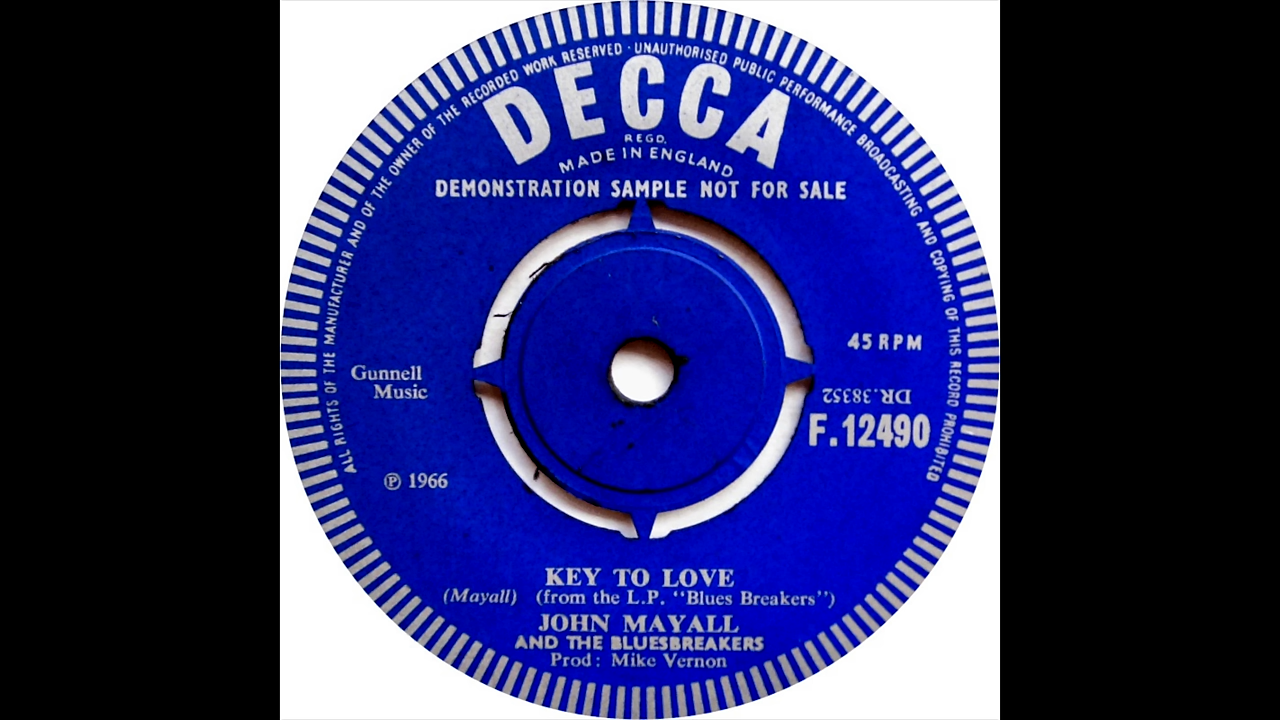 ALL RIGHTS OF THE MANUFACTURER AND OF THE OWNER OF THE RECORDED WORK RESERVED · UNAUTHORISED PUBLIC PERFORMANCE BROADCASTING AND COPYING OF THIS RECORD PROHIBITED
DECCA
REGD.
MADE IN ENGLAND
DEMONSTRATION SAMPLE NOT FOR SALE
45 RPM
Gunnell
Music
DR.38352
F.12490
℗ 1966
KEY TO LOVE
(Mayall) (from the L.P. "Blues Breakers")
JOHN MAYALL
AND THE BLUESBREAKERS
Prod: Mike Vernon